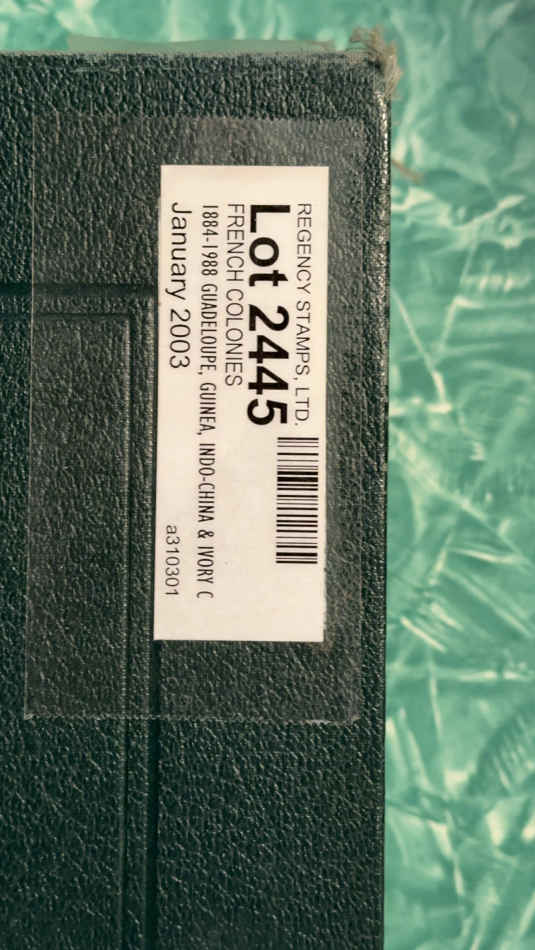 REGENCY STAMPS, LTD.
Lot 2445
FRENCH COLONIES
1884-1988 GUADELOUPE, GUINEA, INDO-CHINA & IVORY C
January 2003
a310301